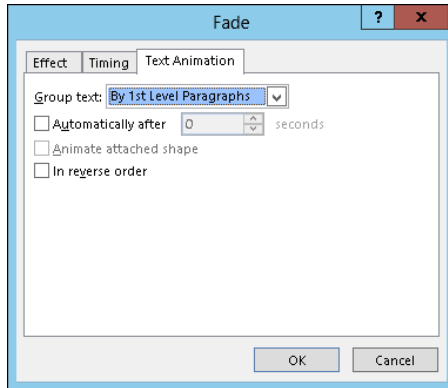 Fade
? x
Effect Timing Text Animation
Group text: By 1st Level Paragraphs
Automatically after 0 seconds
Animate attached shape
In reverse order
OK Cancel